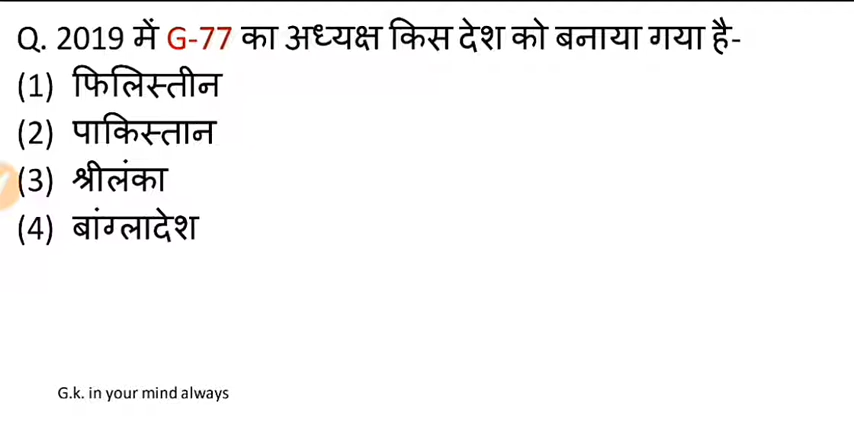 Q. 2019 में G-77 का अध्यक्ष किस देश को बनाया गया है-
(1) फिलिस्तीन
(2) पाकिस्तान
(3) श्रीलंका
(4) बांग्लादेश
G.k. in your mind always